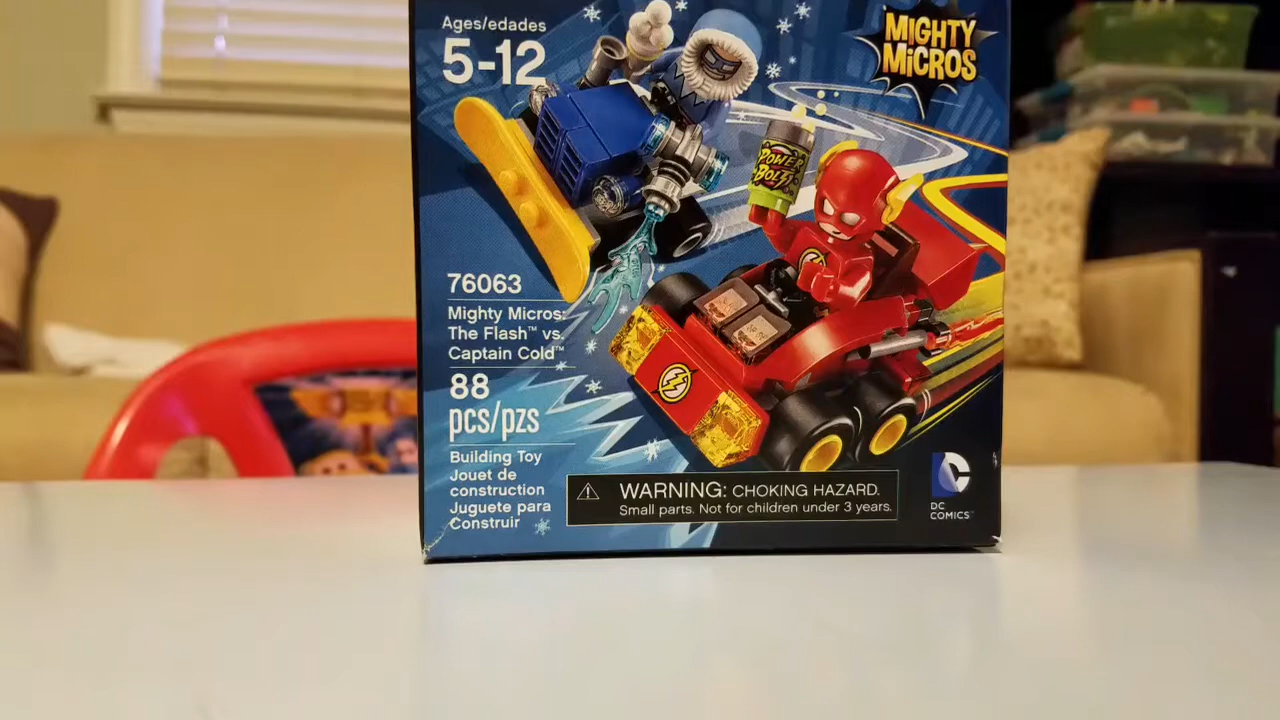 Ages/edades
5-12
MIGHTY
MICROS
POWER
BOLT
76063
Mighty Micros:
The Flash™ vs.
Captain Cold™
88
pcs/pzs
Building Toy
Jouet de
construction
Juguete para
Construir
WARNING: CHOKING HAZARD.
Small parts. Not for children under 3 years.
DC
COMICS™